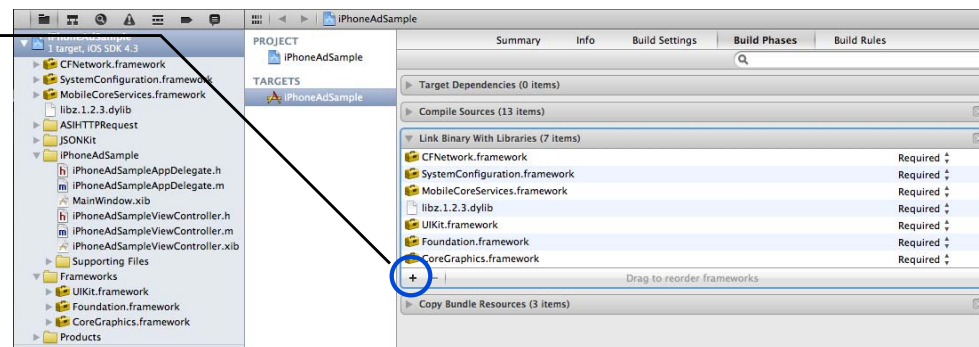 iPhoneAdSample
iPhoneAdSample
1 target, iOS SDK 4.3
CFNetwork.framework
SystemConfiguration.framework
MobileCoreServices.framework
libz.1.2.3.dylib
ASIHTTPRequest
JSONKit
iPhoneAdSample
iPhoneAdSampleAppDelegate.h
iPhoneAdSampleAppDelegate.m
MainWindow.xib
iPhoneAdSampleViewController.h
iPhoneAdSampleViewController.m
iPhoneAdSampleViewController.xib
Supporting Files
Frameworks
UIKit.framework
Foundation.framework
CoreGraphics.framework
Products
PROJECT
iPhoneAdSample
TARGETS
iPhoneAdSample
Summary Info Build Settings Build Phases Build Rules
Target Dependencies (0 items)
Compile Sources (13 items)
Link Binary With Libraries (7 items)
CFNetwork.framework Required
SystemConfiguration.framework Required
MobileCoreServices.framework Required
libz.1.2.3.dylib Required
UIKit.framework Required
Foundation.framework Required
CoreGraphics.framework Required
+ − Drag to reorder frameworks
Copy Bundle Resources (3 items)